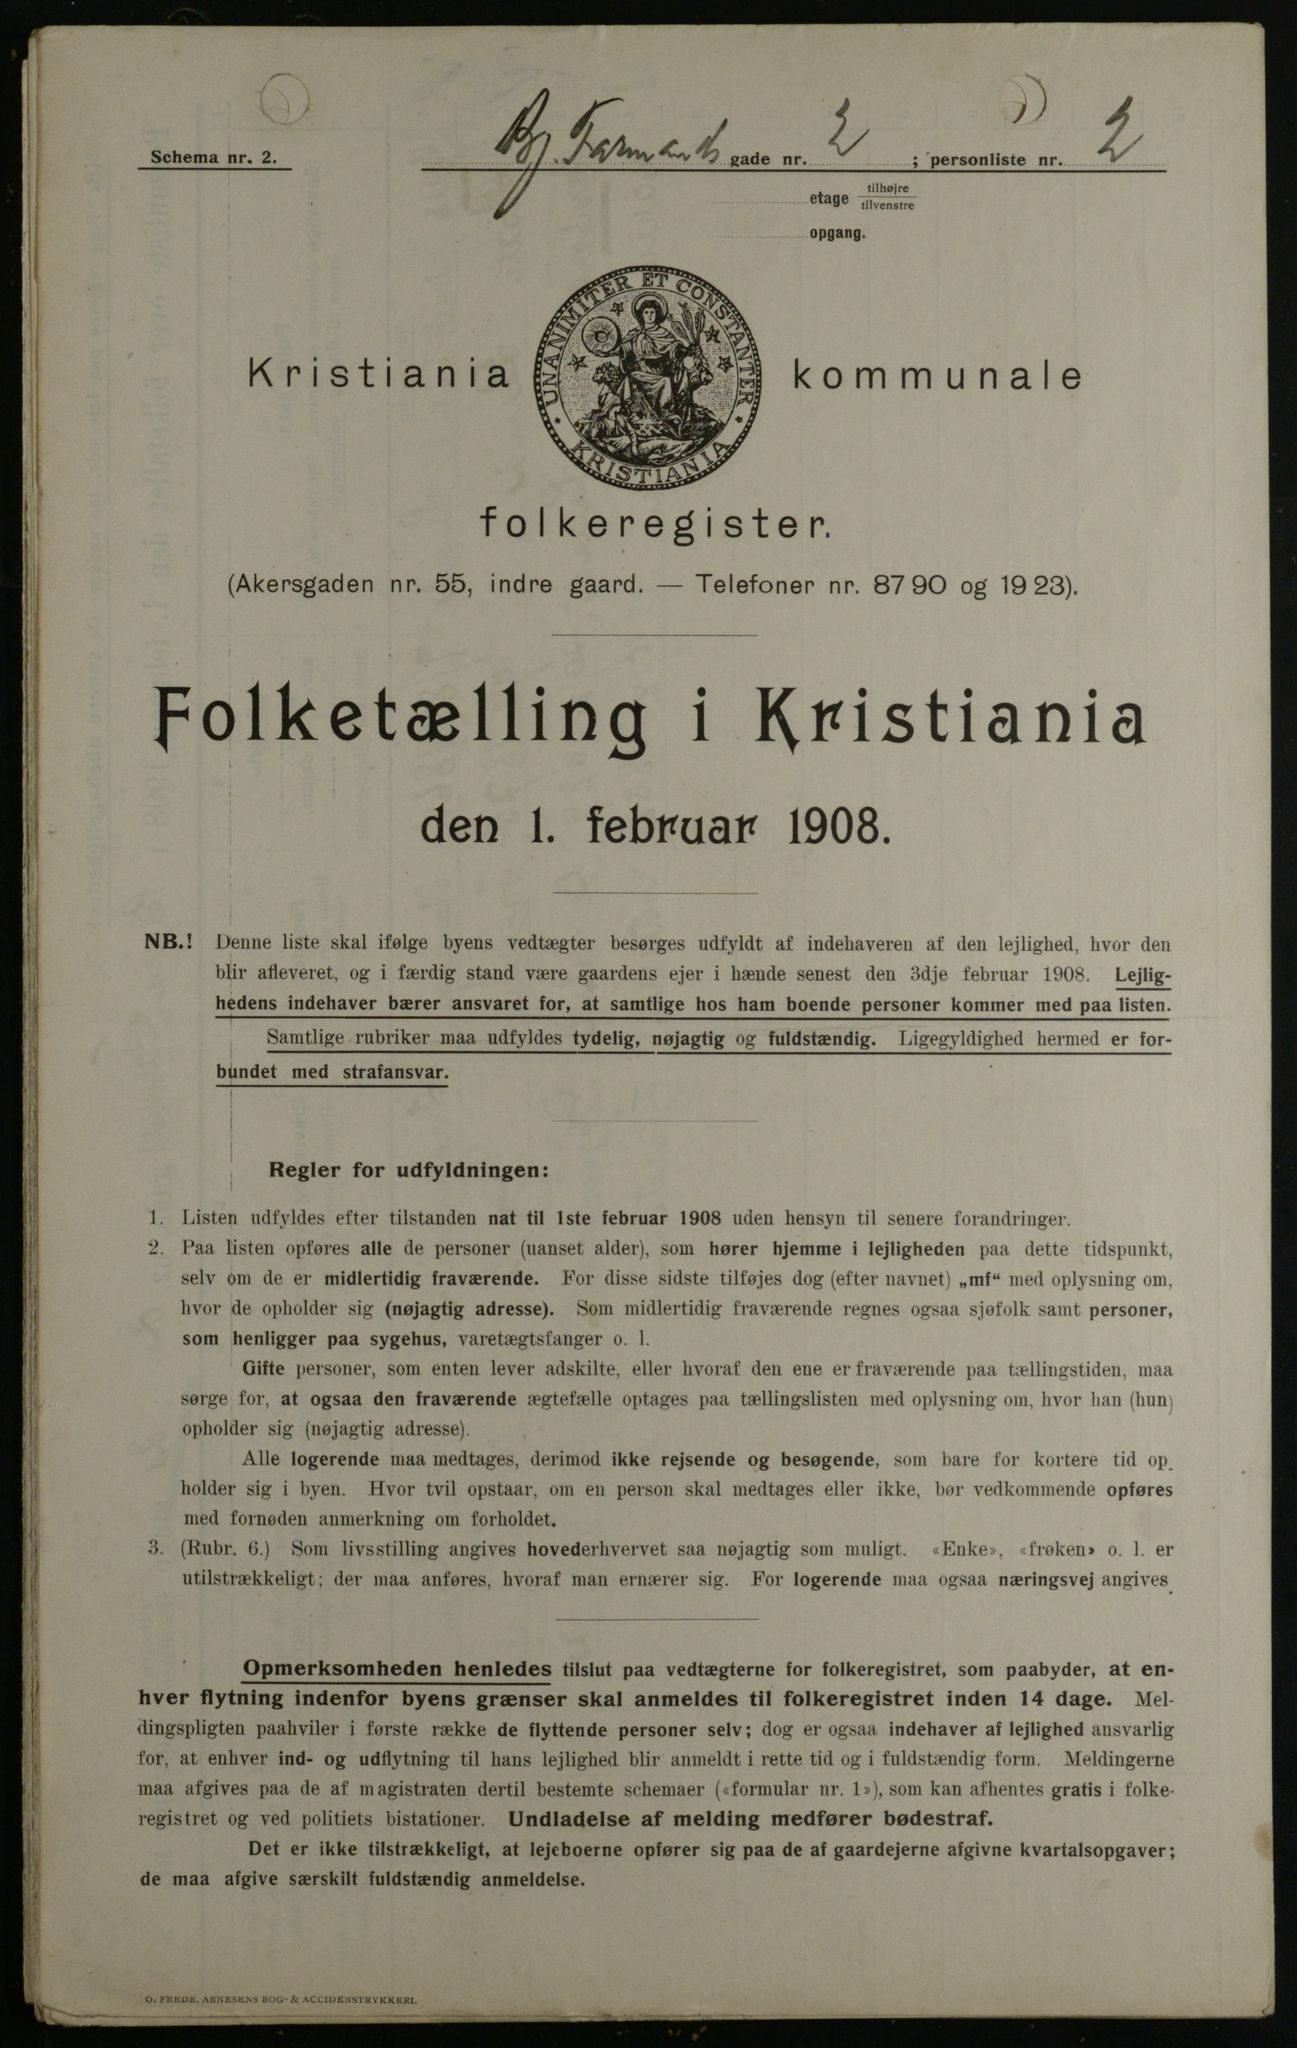 Schema nr. 2.
Bj. Farmands gade nr. 2 ; personliste nr. 2
etage tilhøjre
tilvenstre
opgang.
UNANIMITER ET CONSTANTER
KRISTIANIA
Kristiania kommunale
folkeregister.
(Akersgaden nr. 55, indre gaard. — Telefoner nr. 8790 og 1923).
Folketælling i Kristiania
den 1. februar 1908.
NB.! Denne liste skal ifølge byens vedtægter besørges udfyldt af indehaveren af den lejlighed, hvor den
blir afleveret, og i færdig stand være gaardens ejer i hænde senest den 3dje februar 1908. Lejlig-
hedens indehaver bærer ansvaret for, at samtlige hos ham boende personer kommer med paa listen.
Samtlige rubriker maa udfyldes tydelig, nøjagtig og fuldstændig. Ligegyldighed hermed er for-
bundet med strafansvar.
Regler for udfyldningen:
1. Listen udfyldes efter tilstanden nat til 1ste februar 1908 uden hensyn til senere forandringer.
2. Paa listen opføres alle de personer (uanset alder), som hører hjemme i lejligheden paa dette tidspunkt,
selv om de er midlertidig fraværende. For disse sidste tilføjes dog (efter navnet) „mf“ med oplysning om,
hvor de opholder sig (nøjagtig adresse). Som midlertidig fraværende regnes ogsaa sjøfolk samt personer,
som henligger paa sygehus, varetægtsfanger o. l.
Gifte personer, som enten lever adskilte, eller hvoraf den ene er fraværende paa tællingstiden, maa
sørge for, at ogsaa den fraværende ægtefælle optages paa tællingslisten med oplysning om, hvor han (hun)
opholder sig (nøjagtig adresse).
Alle logerende maa medtages, derimod ikke rejsende og besøgende, som bare for kortere tid op-
holder sig i byen. Hvor tvil opstaar, om en person skal medtages eller ikke, bør vedkommende opføres
med fornøden anmerkning om forholdet.
3. (Rubr. 6.) Som livsstilling angives hovederhvervet saa nøjagtig som muligt. «Enke», «frøken» o. l. er
utilstrækkeligt; der maa anføres, hvoraf man ernærer sig. For logerende maa ogsaa næringsvej angives.
Opmerksomheden henledes tilslut paa vedtægterne for folkeregistret, som paabyder, at en-
hver flytning indenfor byens grænser skal anmeldes til folkeregistret inden 14 dage. Mel-
dingspligten paahviler i første række de flyttende personer selv; dog er ogsaa indehaver af lejlighed ansvarlig
for, at enhver ind- og udflytning til hans lejlighed blir anmeldt i rette tid og i fuldstændig form. Meldingerne
maa afgives paa de af magistraten dertil bestemte schemaer («formular nr. 1»), som kan afhentes gratis i folke-
registret og ved politiets bistationer. Undladelse af melding medfører bødestraf.
Det er ikke tilstrækkeligt, at lejeboerne opfører sig paa de af gaardejerne afgivne kvartalsopgaver;
de maa afgive særskilt fuldstændig anmeldelse.
O. FREDR. ARNESENS BOG- & ACCIDENSTRYKKERI.